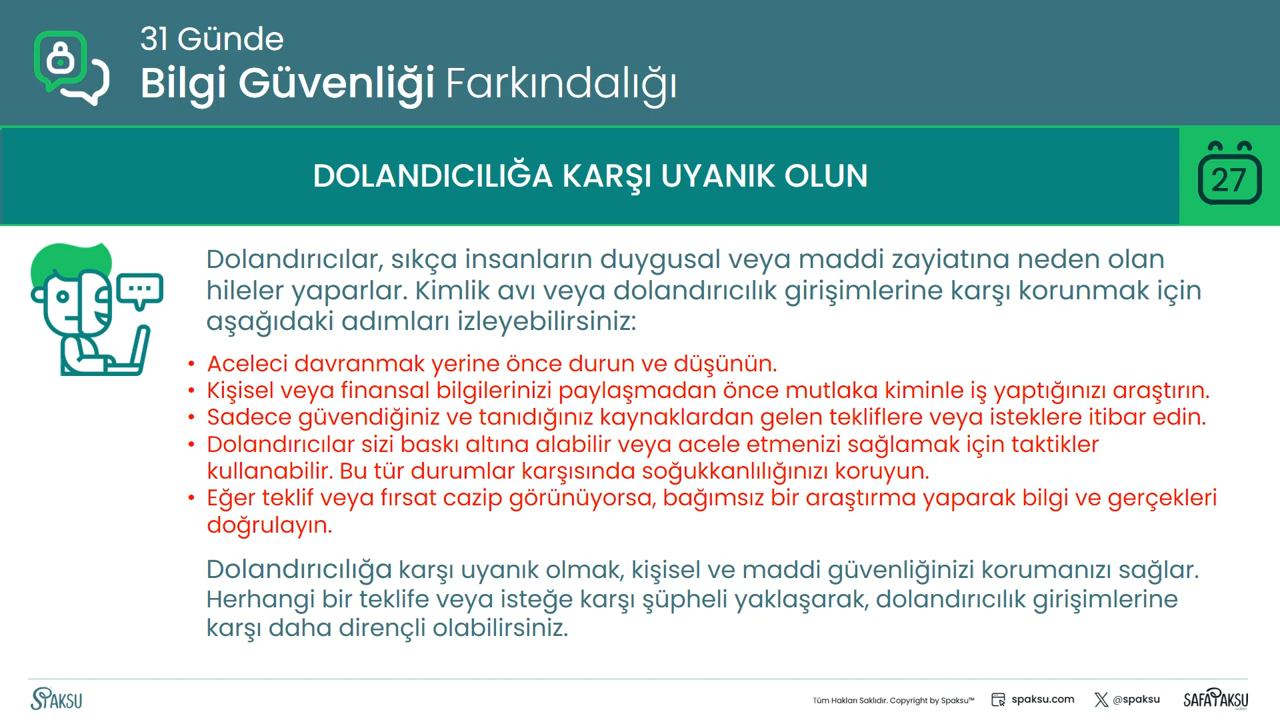 31 Günde
Bilgi Güvenliği Farkındalığı
DOLANDICILIĞA KARŞI UYANIK OLUN
27
Dolandırıcılar, sıkça insanların duygusal veya maddi zayiatına neden olan
hileler yaparlar. Kimlik avı veya dolandırıcılık girişimlerine karşı korunmak için
aşağıdaki adımları izleyebilirsiniz:
• Aceleci davranmak yerine önce durun ve düşünün.
• Kişisel veya finansal bilgilerinizi paylaşmadan önce mutlaka kiminle iş yaptığınızı araştırın.
• Sadece güvendiğiniz ve tanıdığınız kaynaklardan gelen tekliflere veya isteklere itibar edin.
• Dolandırıcılar sizi baskı altına alabilir veya acele etmenizi sağlamak için taktikler
kullanabilir. Bu tür durumlar karşısında soğukkanlılığınızı koruyun.
• Eğer teklif veya fırsat cazip görünüyorsa, bağımsız bir araştırma yaparak bilgi ve gerçekleri
doğrulayın.
Dolandırıcılığa karşı uyanık olmak, kişisel ve maddi güvenliğinizi korumanızı sağlar.
Herhangi bir teklife veya isteğe karşı şüpheli yaklaşarak, dolandırıcılık girişimlerine
karşı daha dirençli olabilirsiniz.
SPAKSU
Tüm Hakları Saklıdır. Copyright by Spaksu™
spaksu.com
@spaksu
SAFA PAKSU